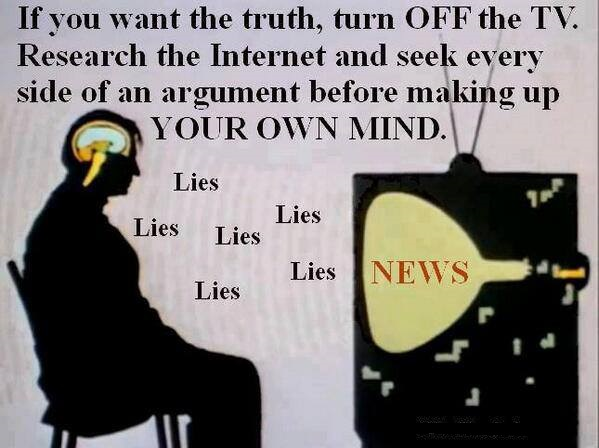 If you want the truth, turn OFF the TV.
Research the Internet and seek every
side of an argument before making up
YOUR OWN MIND.
Lies
Lies
Lies
Lies
Lies
Lies
NEWS